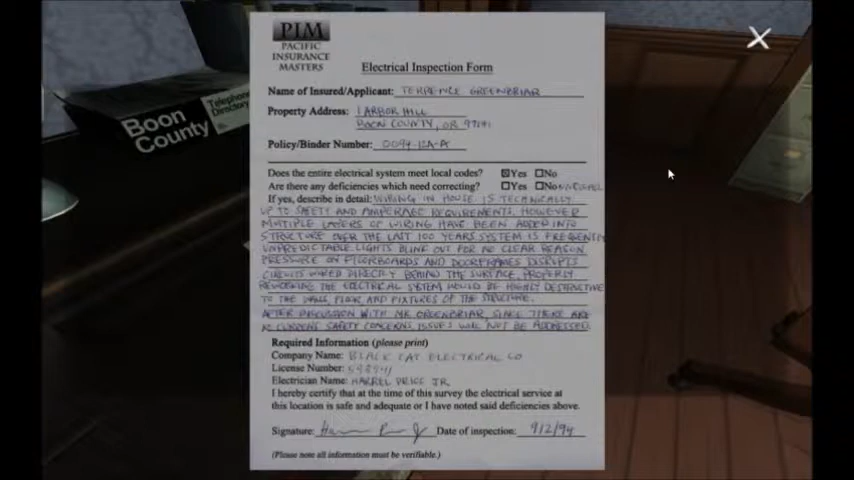 PIM
PACIFIC
INSURANCE
MASTERS
Electrical Inspection Form
Name of Insured/Applicant: TERRENCE GREENBRIAR
Property Address: 1 ARBOR HILL
BOON COUNTY, OR 97141
Policy/Binder Number: 0094-12A-A
Does the entire electrical system meet local codes? ☒Yes ☐No
Are there any deficiencies which need correcting? ☐Yes ☐No
If yes, describe in detail: WIRING IN HOUSE IS TECHNICALLY
UP TO SAFETY AND AMPERAGE REQUIREMENTS. HOWEVER
MULTIPLE LAYERS OF WIRING HAVE BEEN ADDED INTO
STRUCTURE OVER THE LAST 100 YEARS. SYSTEM IS FREQUENTLY
UNPREDICTABLE. LIGHTS BLINK OUT FOR NO CLEAR REASON.
PRESSURE ON FLOORBOARDS AND DOORFRAMES DISRUPTS
CIRCUITS WIRED DIRECTLY BEHIND THE SURFACE. PROPERLY
REWORKING THE ELECTRICAL SYSTEM WOULD BE HIGHLY DESTRUCTIVE
TO THE WALLS, FLOOR, AND FIXTURES OF THE STRUCTURE.
AFTER DISCUSSION WITH MR. GREENBRIAR, SINCE THERE ARE
NO CURRENT SAFETY CONCERNS, ISSUES WILL NOT BE ADDRESSED.
Required Information (please print)
Company Name: BLACK CAT ELECTRICAL CO
License Number:
Electrician Name: HARREL PRICE JR.
I hereby certify that at the time of this survey the electrical service at
this location is safe and adequate or I have noted said deficiencies above.
Signature: Date of inspection: 9/2/94
(Please note all information must be verifiable.)
Boon
County
Telephone
Directory